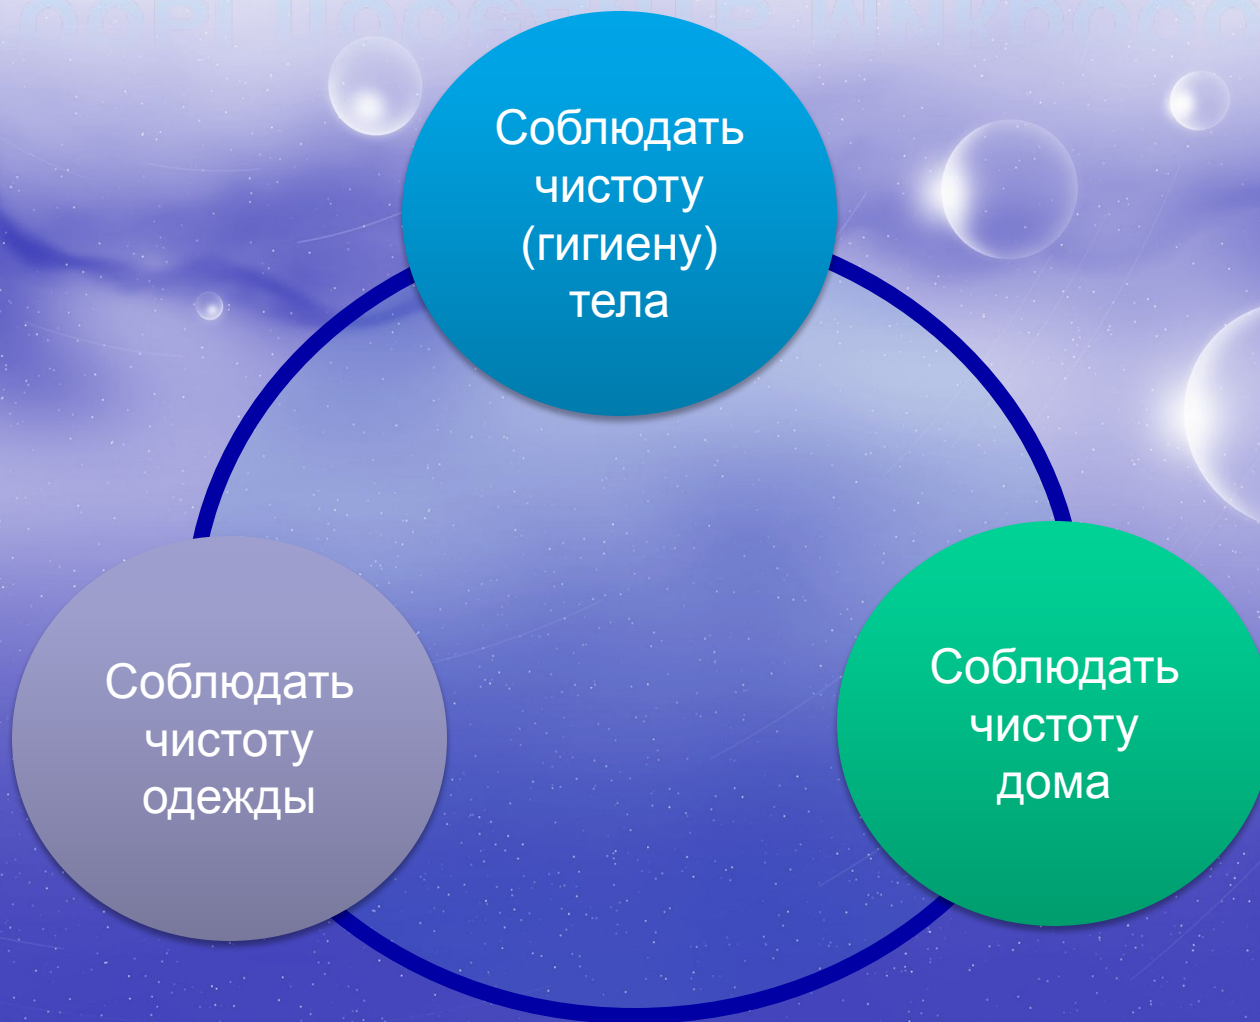 Соблюдать
чистоту
(гигиену)
тела
Соблюдать
чистоту
одежды
Соблюдать
чистоту
дома